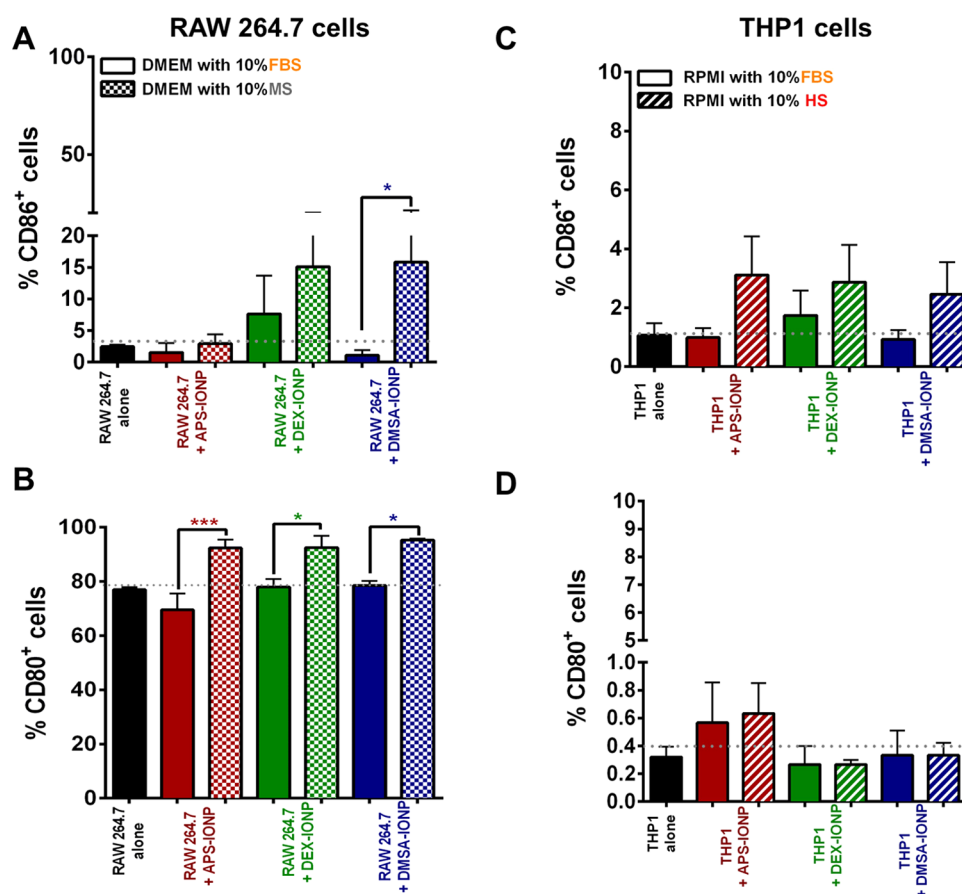 RAW 264.7 cells
THP1 cells
A
DMEM with 10%FBS
DMEM with 10%MS
% CD86+ cells
100
50
20
15
10
5
0
*
RAW 264.7
alone
RAW 264.7
+ APS-IONP
RAW 264.7
+ DEX-IONP
RAW 264.7
+ DMSA-IONP
C
RPMI with 10%FBS
RPMI with 10% HS
% CD86+ cells
10
8
6
4
2
0
THP1
alone
THP1
+ APS-IONP
THP1
+ DEX-IONP
THP1
+ DMSA-IONP
B
% CD80+ cells
100
80
60
40
20
0
***
*
*
RAW 264.7
alone
RAW 264.7
+ APS-IONP
RAW 264.7
+ DEX-IONP
RAW 264.7
+ DMSA-IONP
D
% CD80+ cells
10
9
8
7
6
5
1.0
0.8
0.6
0.4
0.2
0.0
THP1
alone
THP1
+ APS-IONP
THP1
+ DEX-IONP
THP1
+ DMSA-IONP